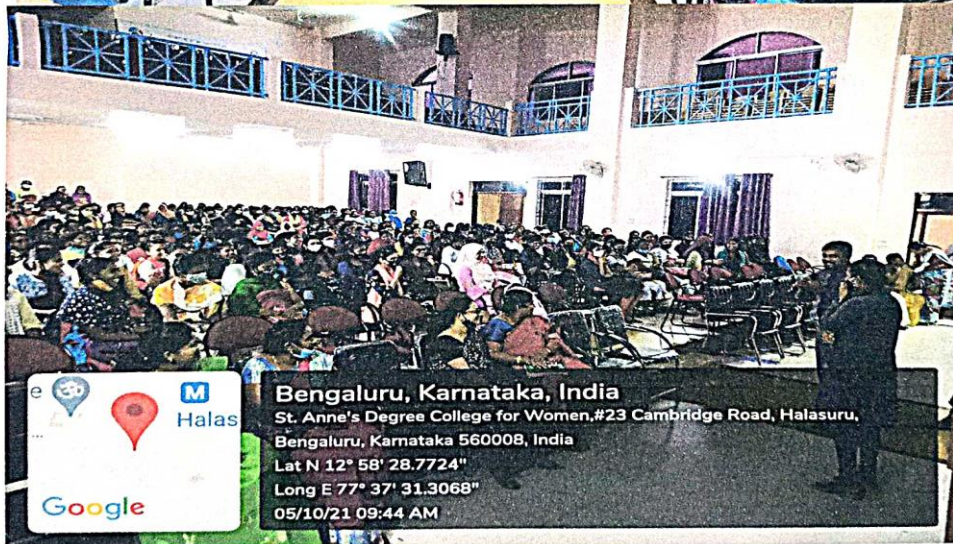 e
M
Halas
...
Google
Bengaluru, Karnataka, India
St. Anne's Degree College for Women,#23 Cambridge Road, Halasuru,
Bengaluru, Karnataka 560008, India
Lat N 12° 58' 28.7724"
Long E 77° 37' 31.3068"
05/10/21 09:44 AM